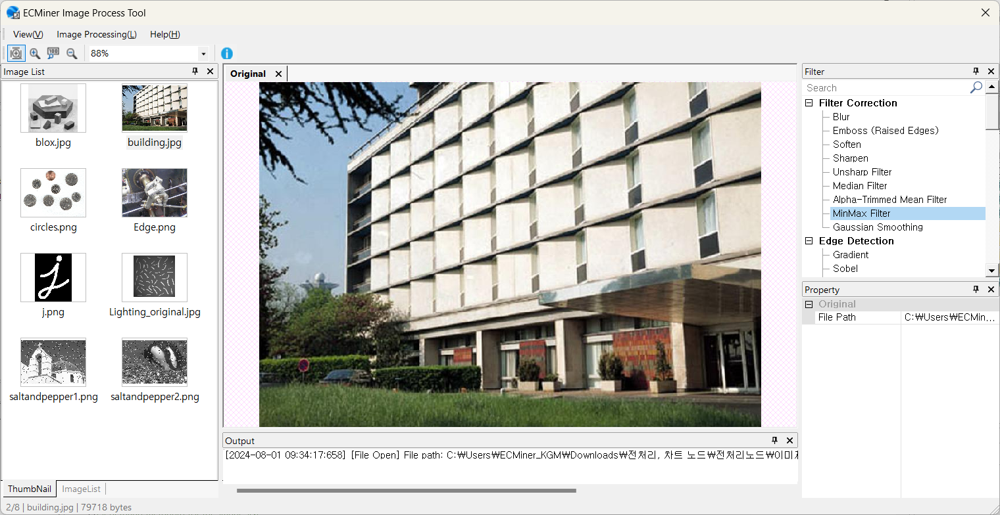 ECMiner Image Process Tool
View(V) Image Processing(L) Help(H)
100 88%
Image List
blox.jpg building.jpg
circles.png Edge.png
j.png Lighting_original.jpg
saltandpepper1.png saltandpepper2.png
ThumbNail ImageList
2/8 | building.jpg | 79718 bytes
Original
Output
[2024-08-01 09:34:17:658] [File Open] File path: C:₩Users₩ECMiner_KGM₩Downloads₩전처리, 차트 노드₩전처리노드₩이미지
Filter
Search
Filter Correction
Blur
Emboss (Raised Edges)
Soften
Sharpen
Unsharp Filter
Median Filter
Alpha-Trimmed Mean Filter
MinMax Filter
Gaussian Smoothing
Edge Detection
Gradient
Sobel
Property
Original
File Path C:₩Users₩ECMin...